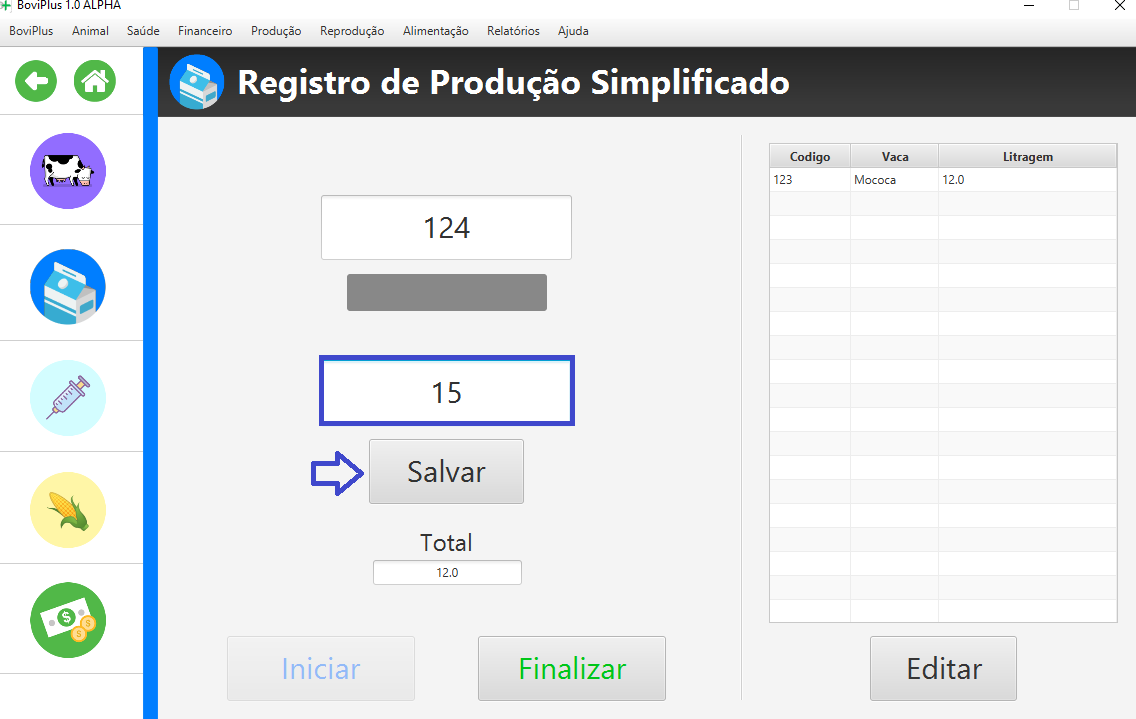 BoviPlus 1.0 ALPHA
BoviPlus Animal Saúde Financeiro Produção Reprodução Alimentação Relatórios Ajuda
Registro de Produção Simplificado
124
15
Salvar
Total
12.0
Iniciar Finalizar
Codigo Vaca Litragem
123 Mococa 12.0
Editar